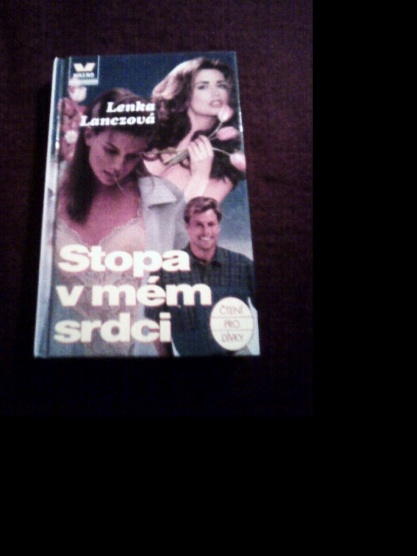 Lenka
Lanczová
Stopa
v mém
srdci
ČTENÍ
PRO
DÍVKY